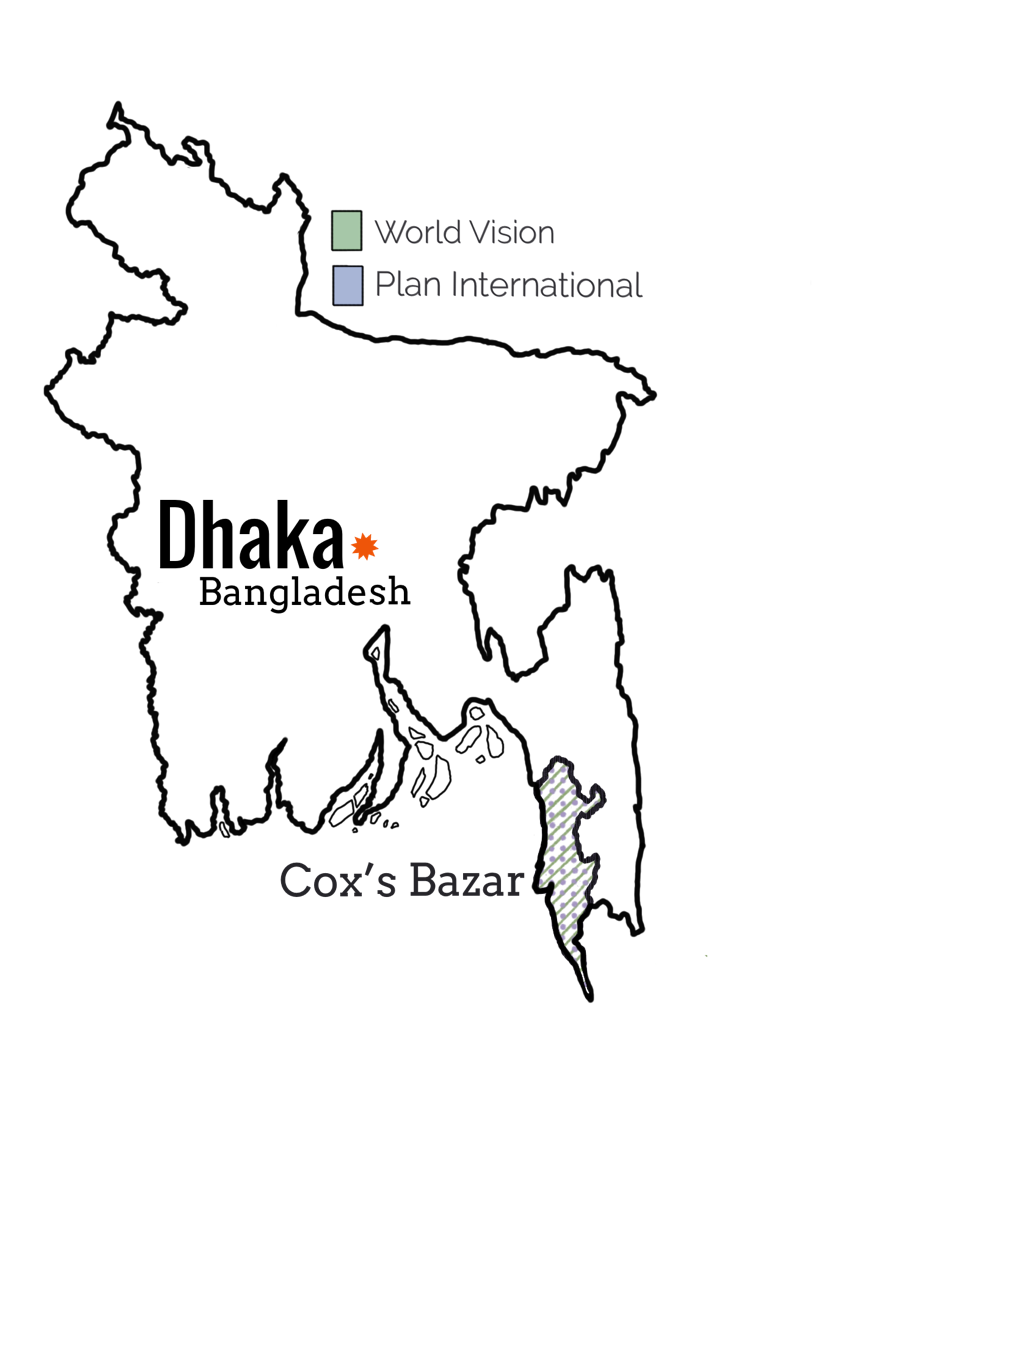 World Vision
Plan International
Dhaka
Bangladesh
Cox's Bazar